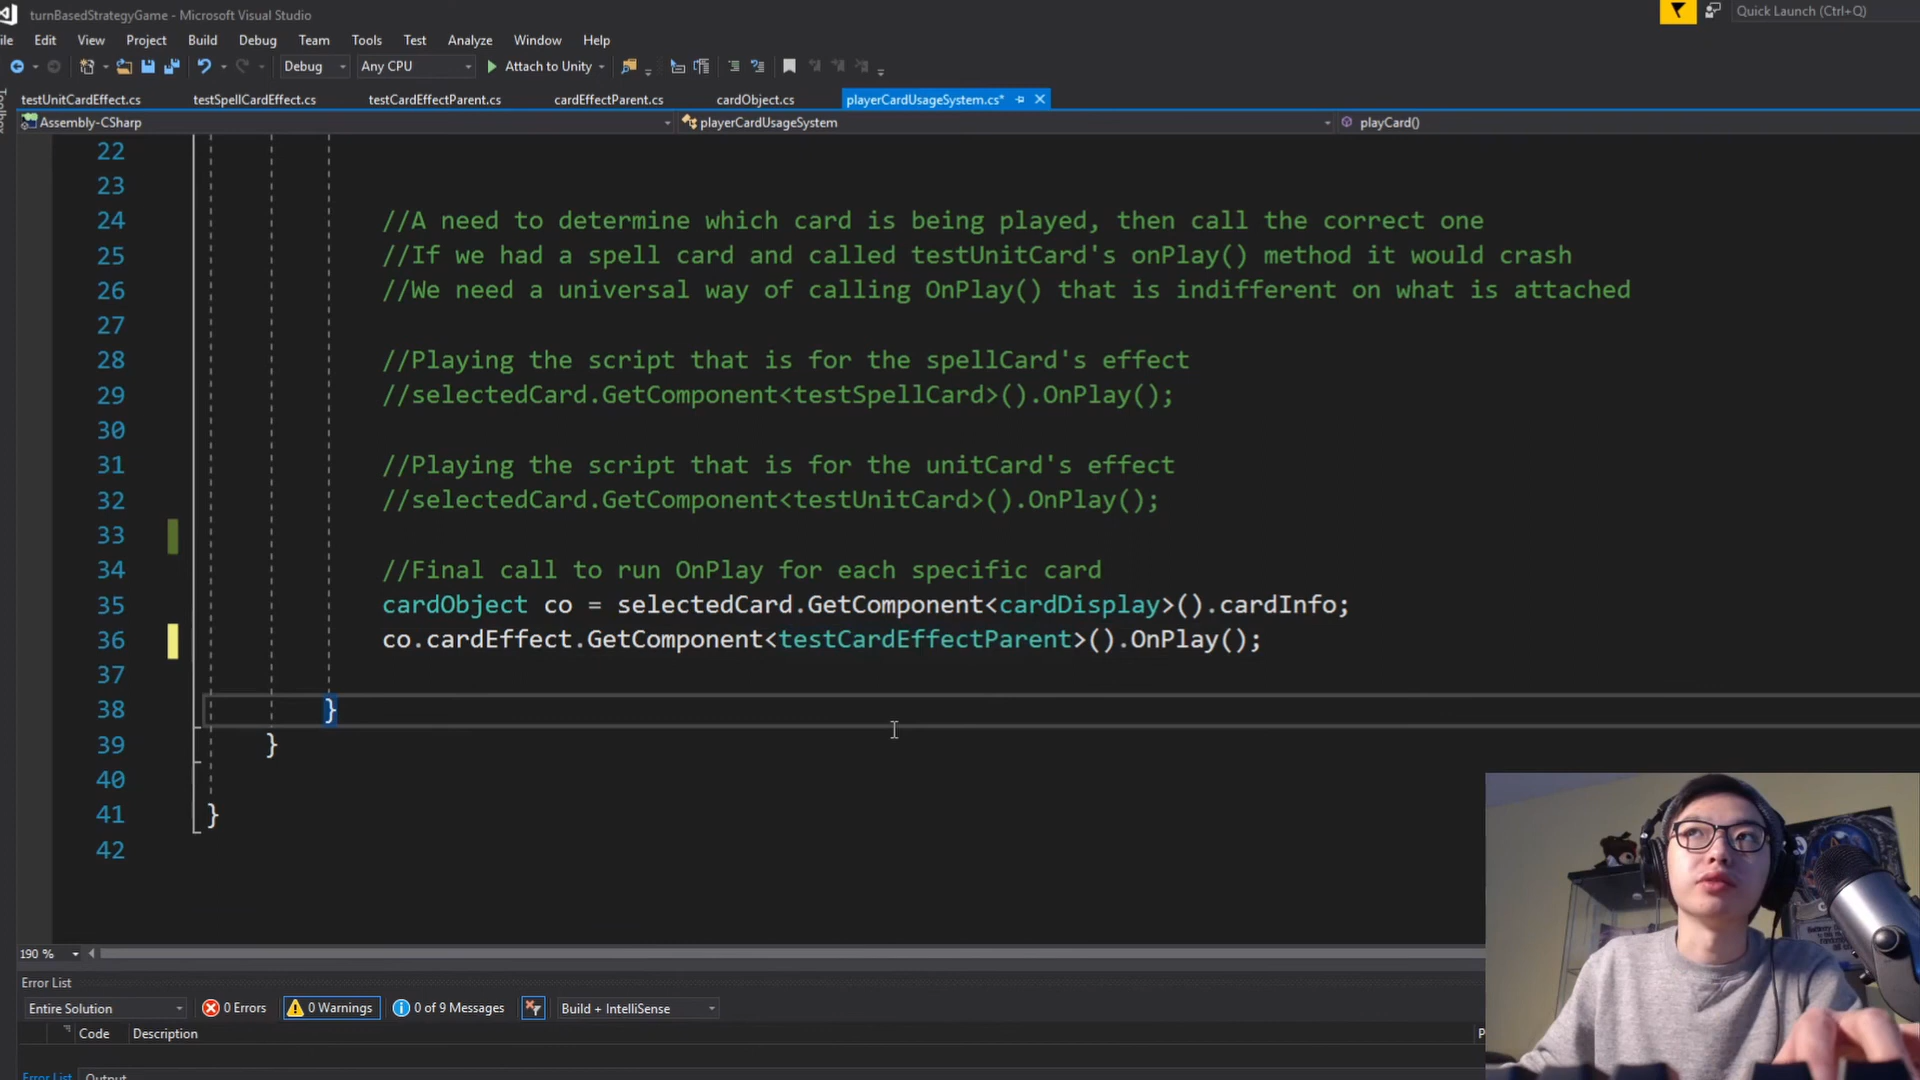 turnBasedStrategyGame - Microsoft Visual Studio
Quick Launch (Ctrl+Q)
Edit View Project Build Debug Team Tools Test Analyze Window Help
Debug Any CPU Attach to Unity
testUnitCardEffect.cs testSpellCardEffect.cs testCardEffectParent.cs cardEffectParent.cs cardObject.cs playerCardUsageSystem.cs*
Assembly-CSharp playerCardUsageSystem playCard()
22
23
24 //A need to determine which card is being played, then call the correct one
25 //If we had a spell card and called testUnitCard's onPlay() method it would crash
26 //We need a universal way of calling OnPlay() that is indifferent on what is attached
27
28 //Playing the script that is for the spellCard's effect
29 //selectedCard.GetComponent<testSpellCard>().OnPlay();
30
31 //Playing the script that is for the unitCard's effect
32 //selectedCard.GetComponent<testUnitCard>().OnPlay();
33
34 //Final call to run OnPlay for each specific card
35 cardObject co = selectedCard.GetComponent<cardDisplay>().cardInfo;
36 co.cardEffect.GetComponent<testCardEffectParent>().OnPlay();
37
38 }
39 }
40
41 }
42
190 %
Error List
Entire Solution 0 Errors 0 Warnings 0 of 9 Messages Build + IntelliSense
Code Description
Error List Output